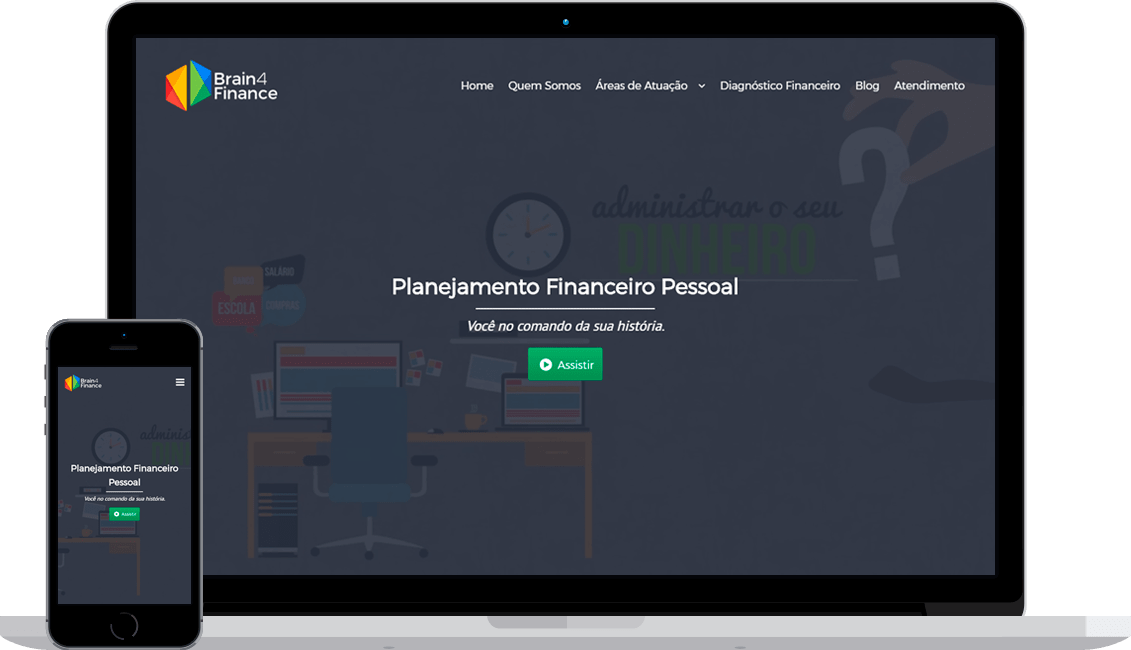 Brain4
Finance
Home Quem Somos Áreas de Atuação Diagnóstico Financeiro Blog Atendimento
administrar o seu
DINHEIRO
?
SALÁRIO
ESCOLA
COMPRAS
Planejamento Financeiro Pessoal
Você no comando da sua história.
Assistir
Brain4
Finance
administ
Planejamento Financeiro
Pessoal
Você no comando da sua história.
Assistir